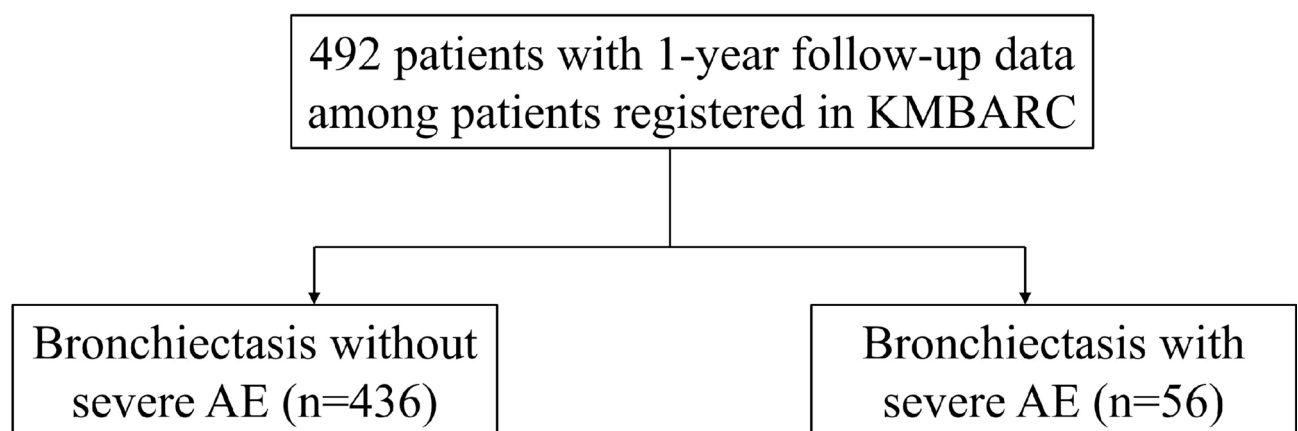 492 patients with 1-year follow-up data
among patients registered in KMBARC
Bronchiectasis without
severe AE (n=436)
Bronchiectasis with
severe AE (n=56)